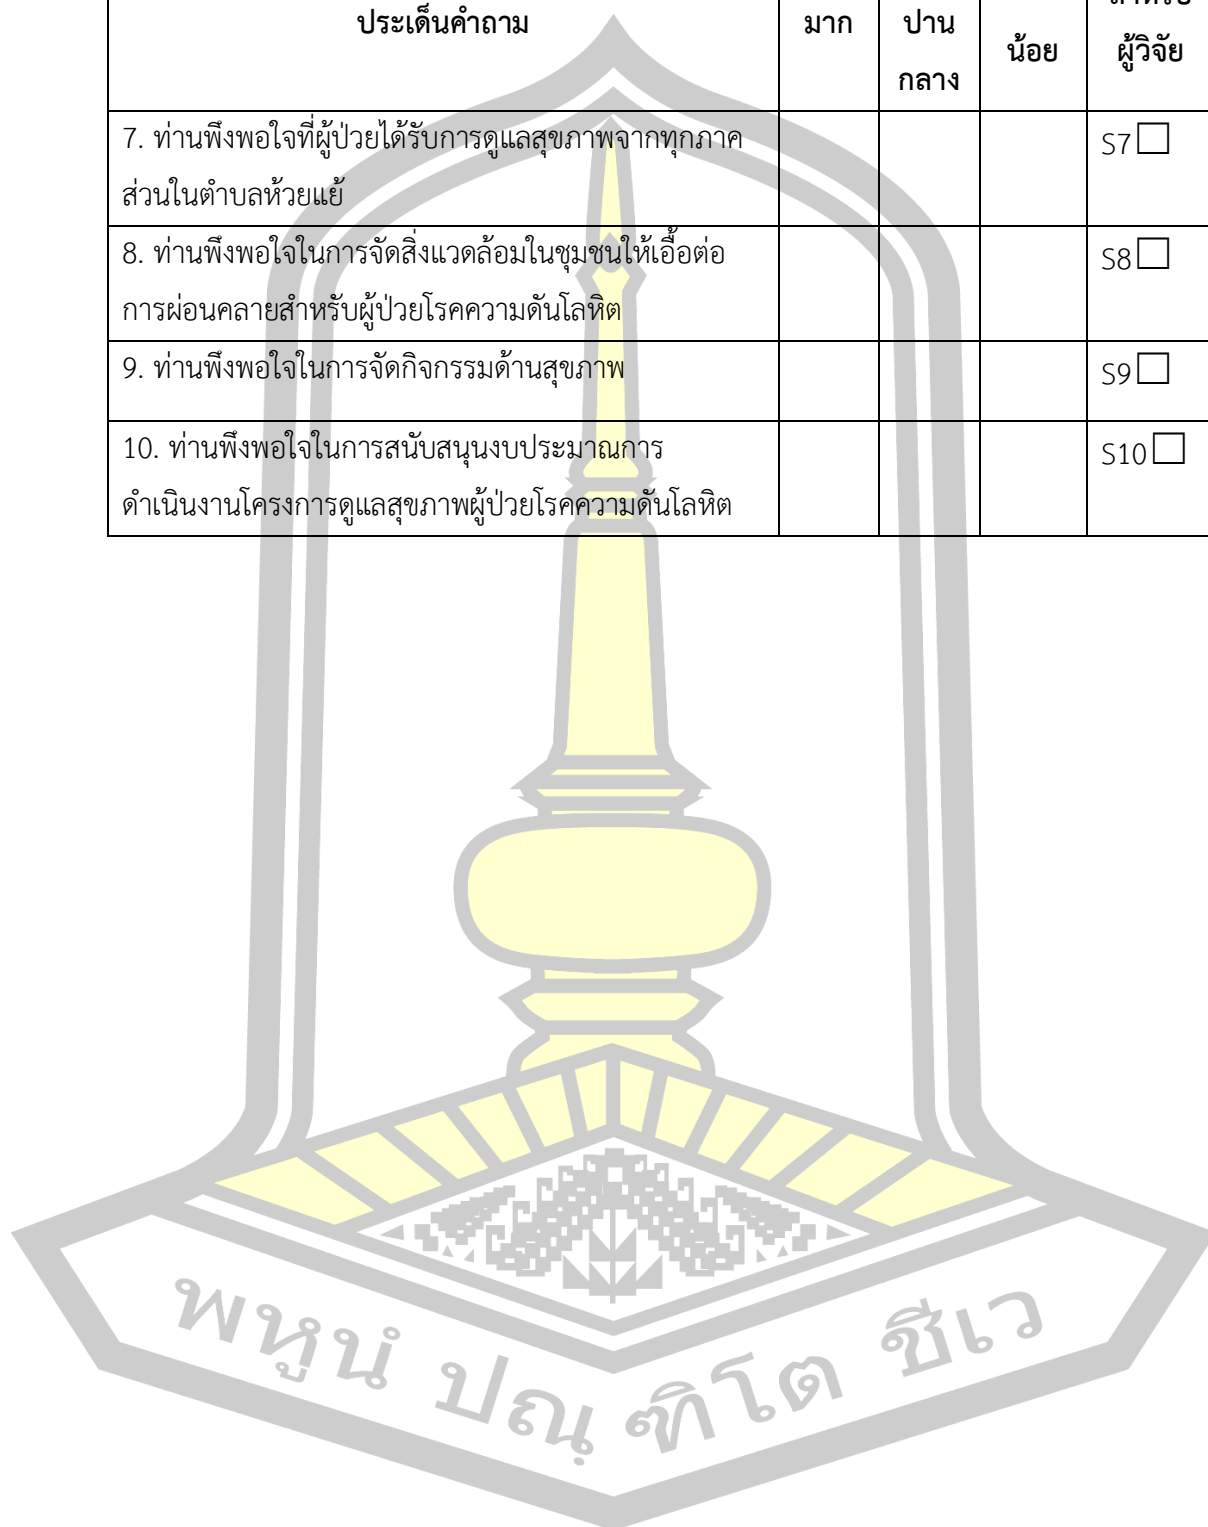 ประเด็นคำถาม มาก ปาน น้อย ผู้วิจัย
กลาง
7. ท่านพึงพอใจที่ผู้ป่วยได้รับการดูแลสุขภาพจากทุกภาค S7 ☐
ส่วนในตำบลห้วยแย้
8. ท่านพึงพอใจในการจัดสิ่งแวดล้อมในชุมชนให้เอื้อต่อ S8 ☐
การผ่อนคลายสำหรับผู้ป่วยโรคความดันโลหิต
9. ท่านพึงพอใจในการจัดกิจกรรมด้านสุขภาพ S9 ☐
10. ท่านพึงพอใจในการสนับสนุนงบประมาณการ S10 ☐
ดำเนินงานโครงการดูแลสุขภาพผู้ป่วยโรคความดันโลหิต
พหูนํ ปณฺฑิโต ชีเว